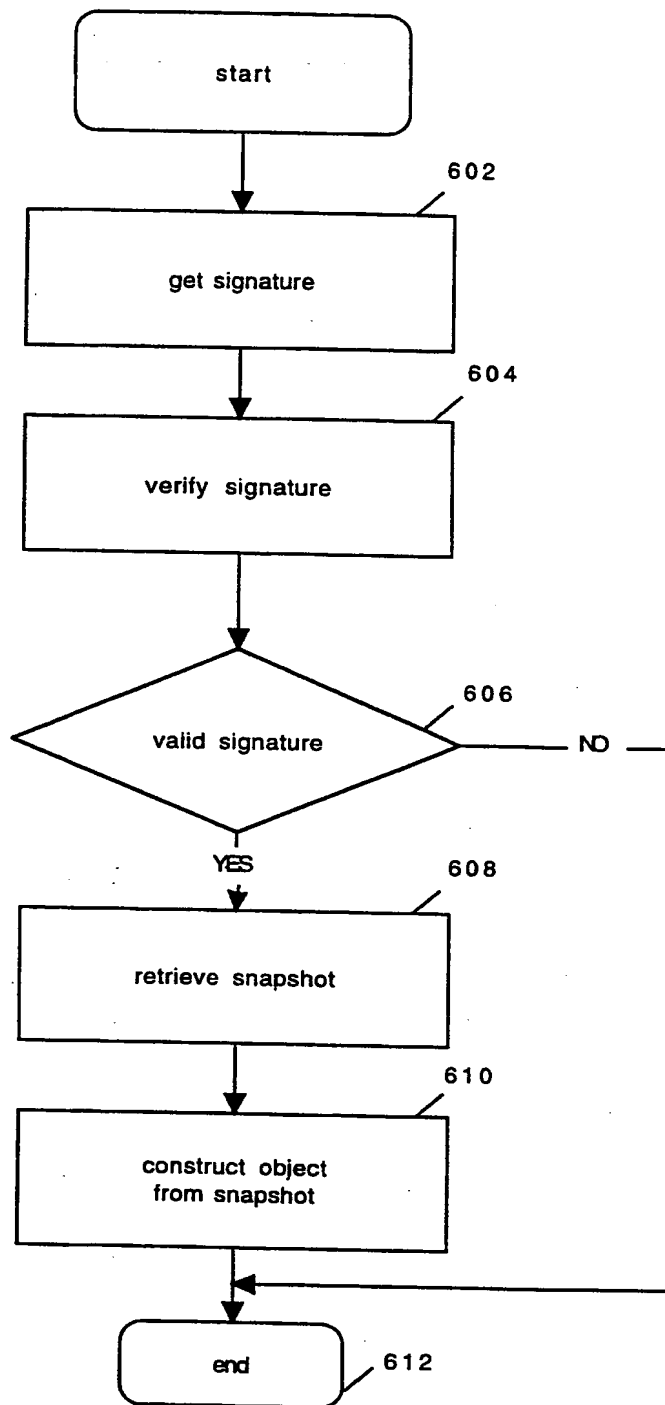 start
602
get signature
604
verify signature
606
valid signature
NO
YES
608
retrieve snapshot
610
construct object
from snapshot
end
612